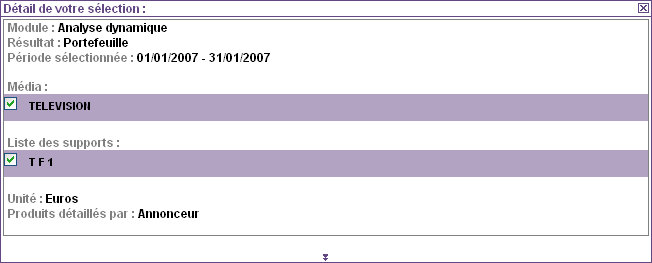 Détail de votre sélection :
Module : Analyse dynamique
Résultat : Portefeuille
Période sélectionnée : 01/01/2007 - 31/01/2007
Média :
TELEVISION
Liste des supports :
T F 1
Unité : Euros
Produits détaillés par : Annonceur